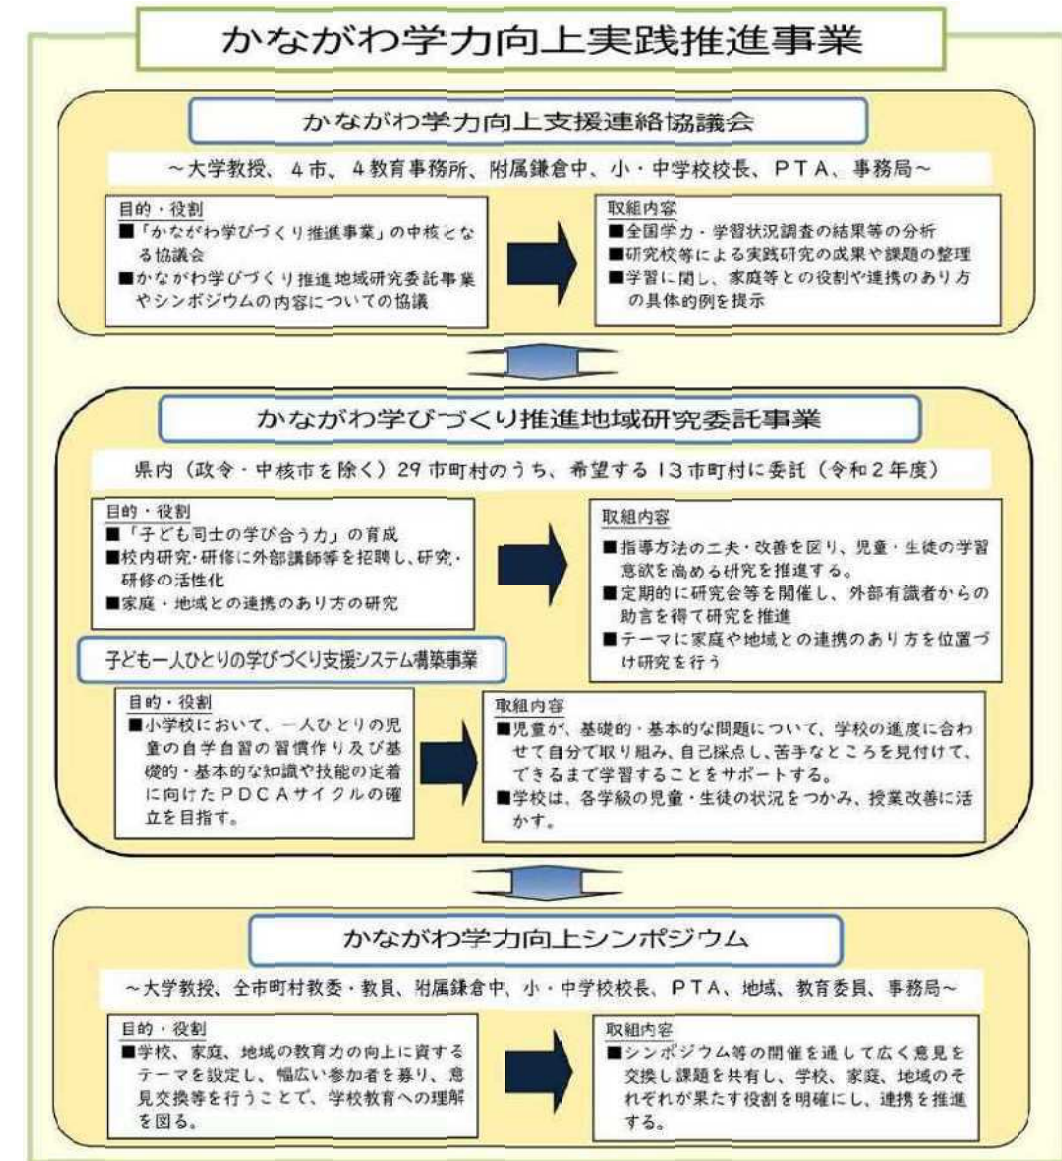 かながわ学力向上実践推進事業
かながわ学力向上支援連絡協議会
～大学教授、4市、4教育事務所、附属鎌倉中、小・中学校校長、PTA、事務局～
目的・役割
■「かながわ学びづくり推進事業」の中核とな
る協議会
■かながわ学びづくり推進地域研究委託事業
やシンポジウムの内容についての協議
取組内容
■全国学力・学習状況調査の結果等の分析
■研究校等による実践研究の成果や課題の整理
■学習に関し、家庭等との役割や連携のあり方
の具体的例を提示
かながわ学びづくり推進地域研究委託事業
県内（政令・中核市を除く）29市町村のうち、希望する13市町村に委託（令和2年度）
目的・役割
■「子ども同士の学び合う力」の育成
■校内研究・研修に外部講師等を招聘し、研究・
研修の活性化
■家庭・地域との連携のあり方の研究
取組内容
■指導方法の工夫・改善を図り、児童・生徒の学習
意欲を高める研究を推進する。
■定期的に研究会等を開催し、外部有識者からの
助言を得て研究を推進
■テーマに家庭や地域との連携のあり方を位置づ
け研究を行う
子ども一人ひとりの学びづくり支援システム構築事業
目的・役割
■小学校において、一人ひとりの児
童の自学自習の習慣作り及び基
礎的・基本的な知識や技能の定着
に向けたPDCAサイクルの確
立を目指す。
取組内容
■児童が、基礎的・基本的な問題について、学校の進度に合わ
せて自分で取り組み、自己採点し、苦手なところを見付けて、
できるまで学習することをサポートする。
■学校は、各学級の児童・生徒の状況をつかみ、授業改善に活
かす。
かながわ学力向上シンポジウム
～大学教授、全市町村教委・教員、附属鎌倉中、小・中学校校長、PTA、地域、教育委員、事務局～
目的・役割
■学校、家庭、地域の教育力の向上に資する
テーマを設定し、幅広い参加者を募り、意
見交換等を行うことで、学校教育への理解
を図る。
取組内容
■シンポジウム等の開催を通して広く意見を
交換し課題を共有し、学校、家庭、地域のそ
れぞれが果たす役割を明確にし、連携を推進
する。